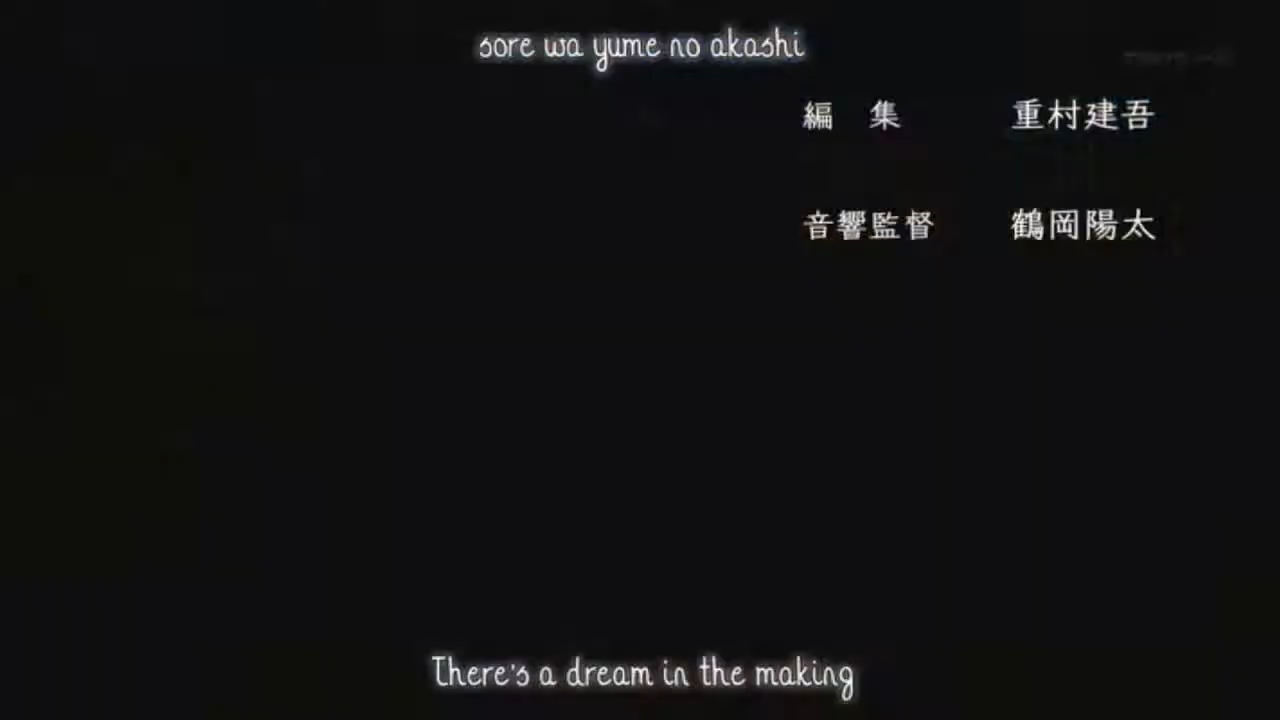 sore wa yume no akashi
編 集 重村建吾
音響監督 鶴岡陽太
There's a dream in the making